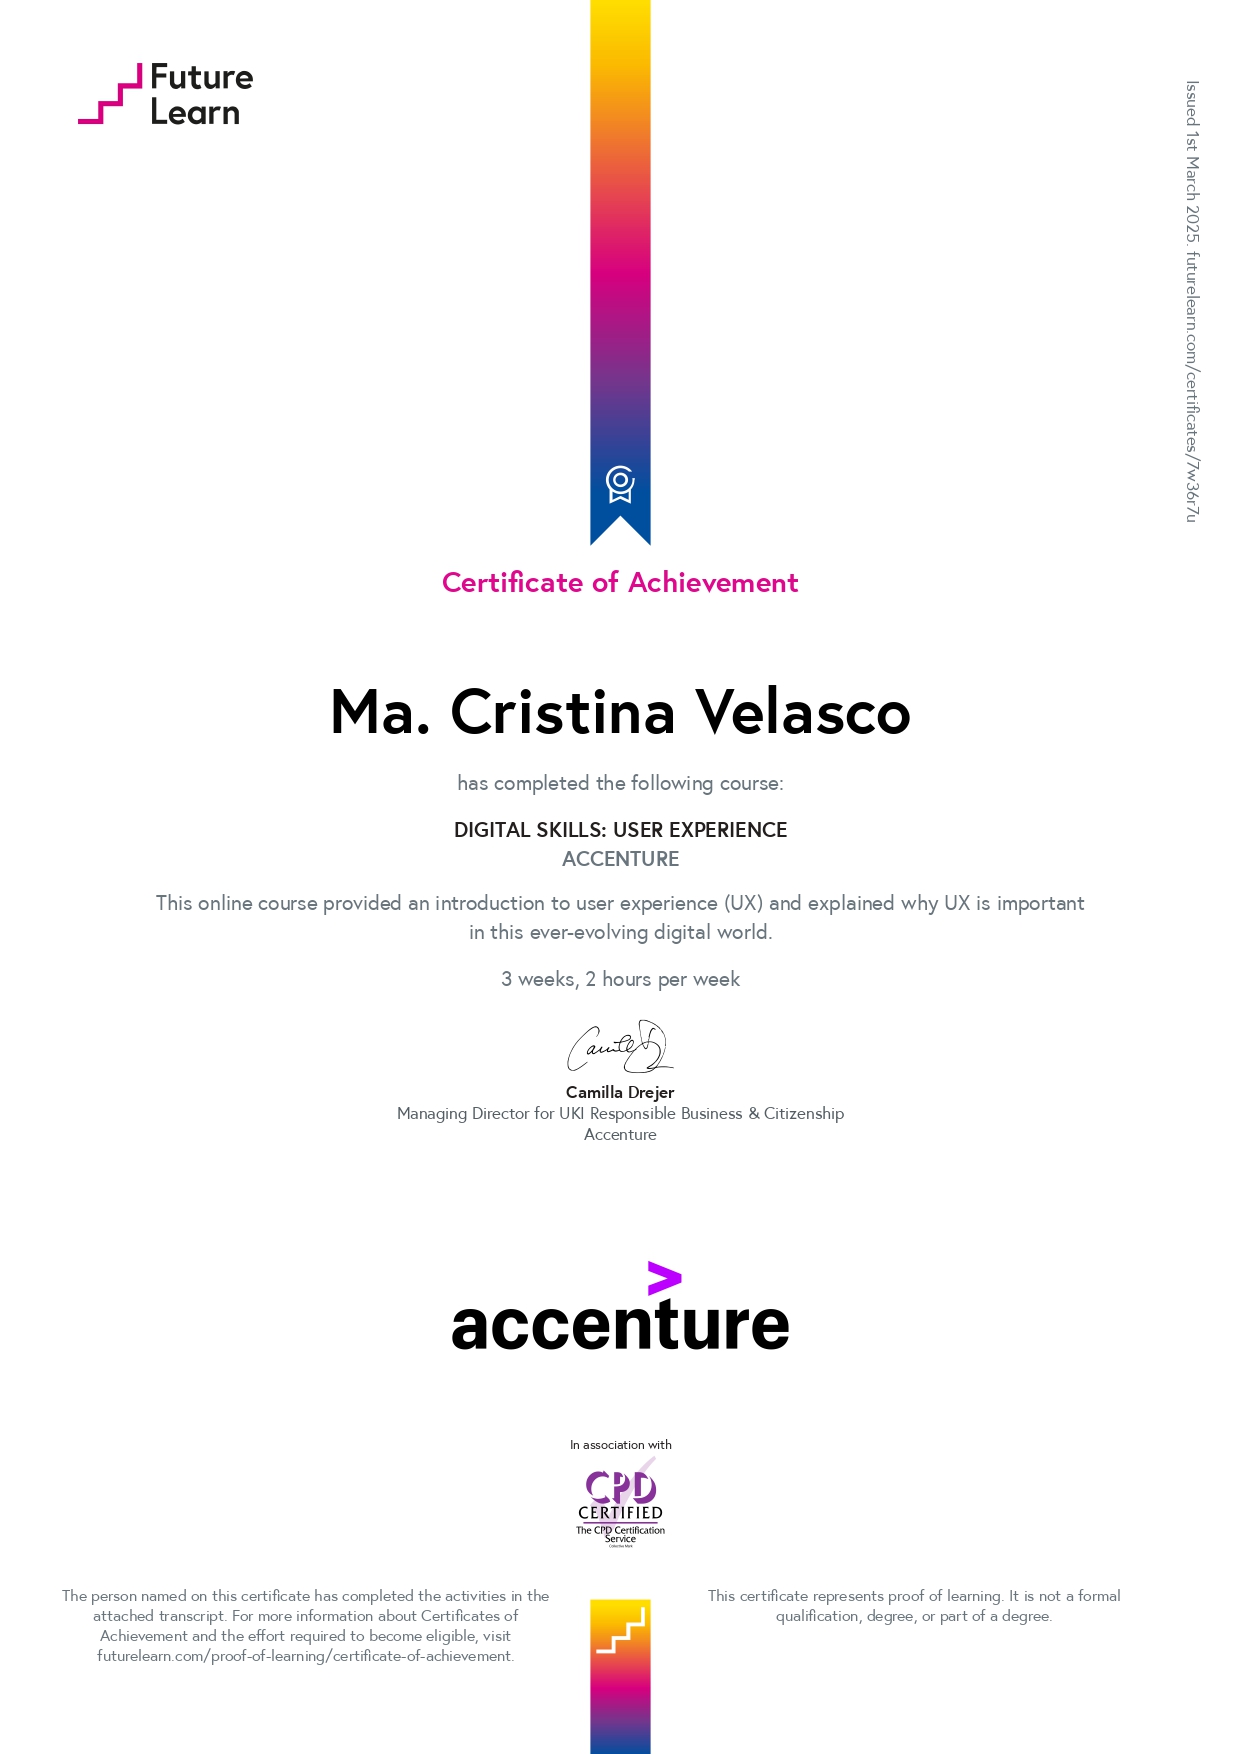 Future
Learn
Issued 1st March 2025. futurelearn.com/certificates/7w36r7u
Certificate of Achievement
Ma. Cristina Velasco
has completed the following course:
DIGITAL SKILLS: USER EXPERIENCE
ACCENTURE
This online course provided an introduction to user experience (UX) and explained why UX is important
in this ever-evolving digital world.
3 weeks, 2 hours per week
Camilla Drejer
Managing Director for UKI Responsible Business & Citizenship
Accenture
>
accenture
In association with
CPD
CERTIFIED
The CPD Certification
Service
Collective Mark
The person named on this certificate has completed the activities in the
attached transcript. For more information about Certificates of
Achievement and the effort required to become eligible, visit
futurelearn.com/proof-of-learning/certificate-of-achievement.
This certificate represents proof of learning. It is not a formal
qualification, degree, or part of a degree.